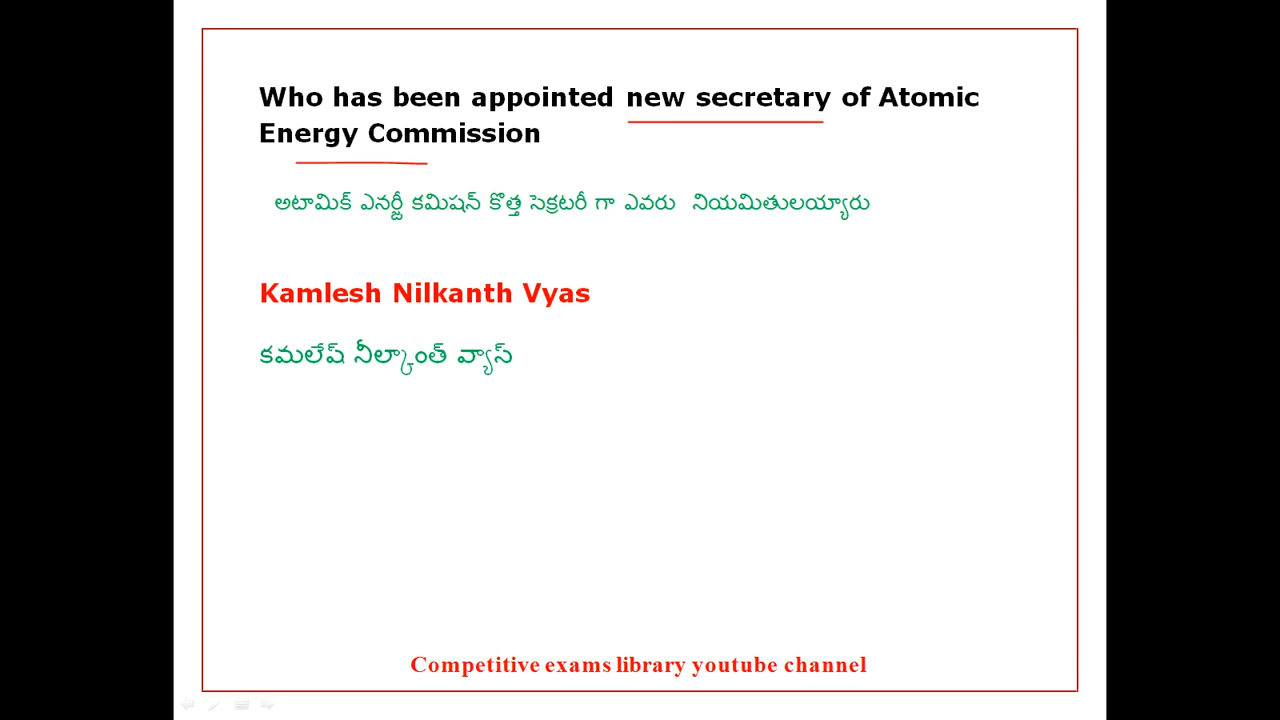 Who has been appointed new secretary of Atomic
Energy Commission
అటామిక్ ఎనర్జీ కమిషన్ కొత్త సెక్రటరీ గా ఎవరు నియమితులయ్యారు
Kamlesh Nilkanth Vyas
కమలేష్ నీల్కాంత్ వ్యాస్
Competitive exams library youtube channel